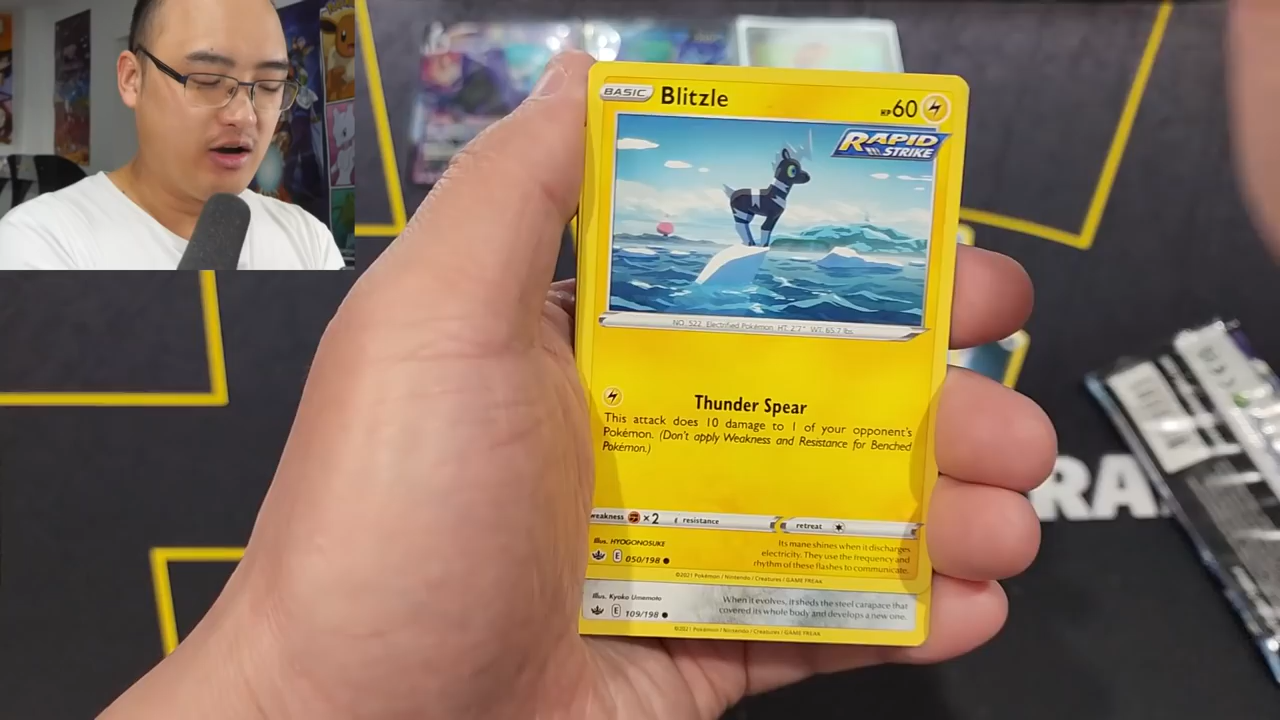 BASIC Blitzle HP 60
RAPID
STRIKE
NO. 522 Electrified Pokémon HT: 2'7" WT: 65.7 lbs
Thunder Spear
This attack does 10 damage to 1 of your opponent's
Pokémon. (Don't apply Weakness and Resistance for Benched
Pokémon.)
weakness ×2 resistance retreat
Illus. HYOGONOSUKE
E 050/198
Its mane shines when it discharges
electricity. They use the frequency and
rhythm of these flashes to communicate.
©2021 Pokémon / Nintendo / Creatures / GAME FREAK
Illus. Kyoko Umemoto
E 109/198
When it evolves, it sheds the steel carapace that
covered its whole body and develops a new one.
©2021 Pokémon / Nintendo / Creatures / GAME FREAK
RA